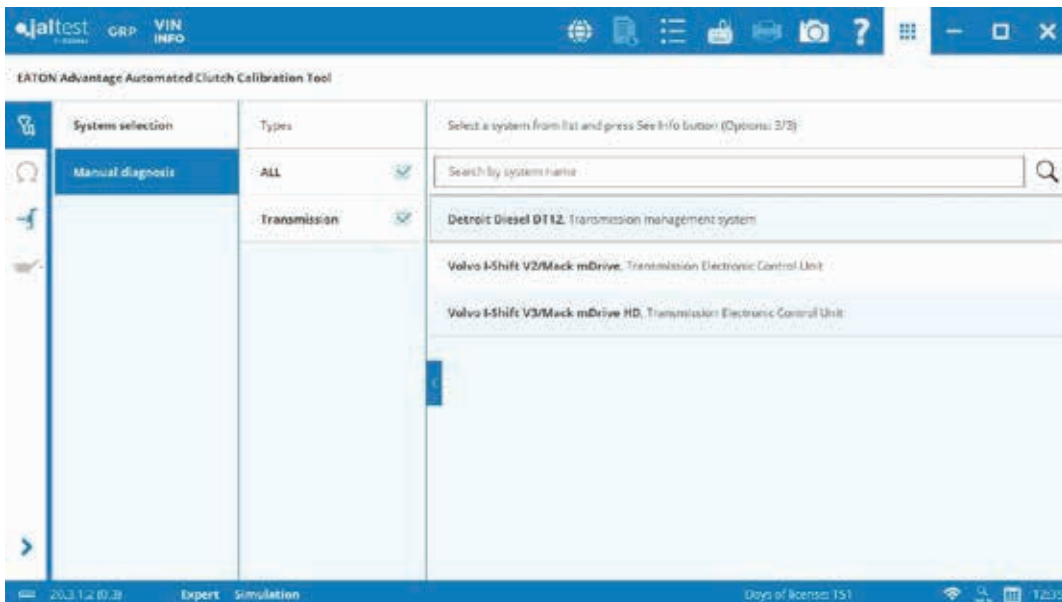 jaltest GRP VIN INFO ?
EATON Advantage Automated Clutch Calibration Tool
System selection
Types
Select a system from list and press See Info button (Options: 3/3)
Manual diagnosis
ALL
Search by system name
Transmission
Detroit Diesel DT12, Transmission management system
Volvo I-Shift V2/Mack mDrive, Transmission Electronic Control Unit
Volvo I-Shift V3/Mack mDrive HD, Transmission Electronic Control Unit
Expert Simulation Days of license: 151